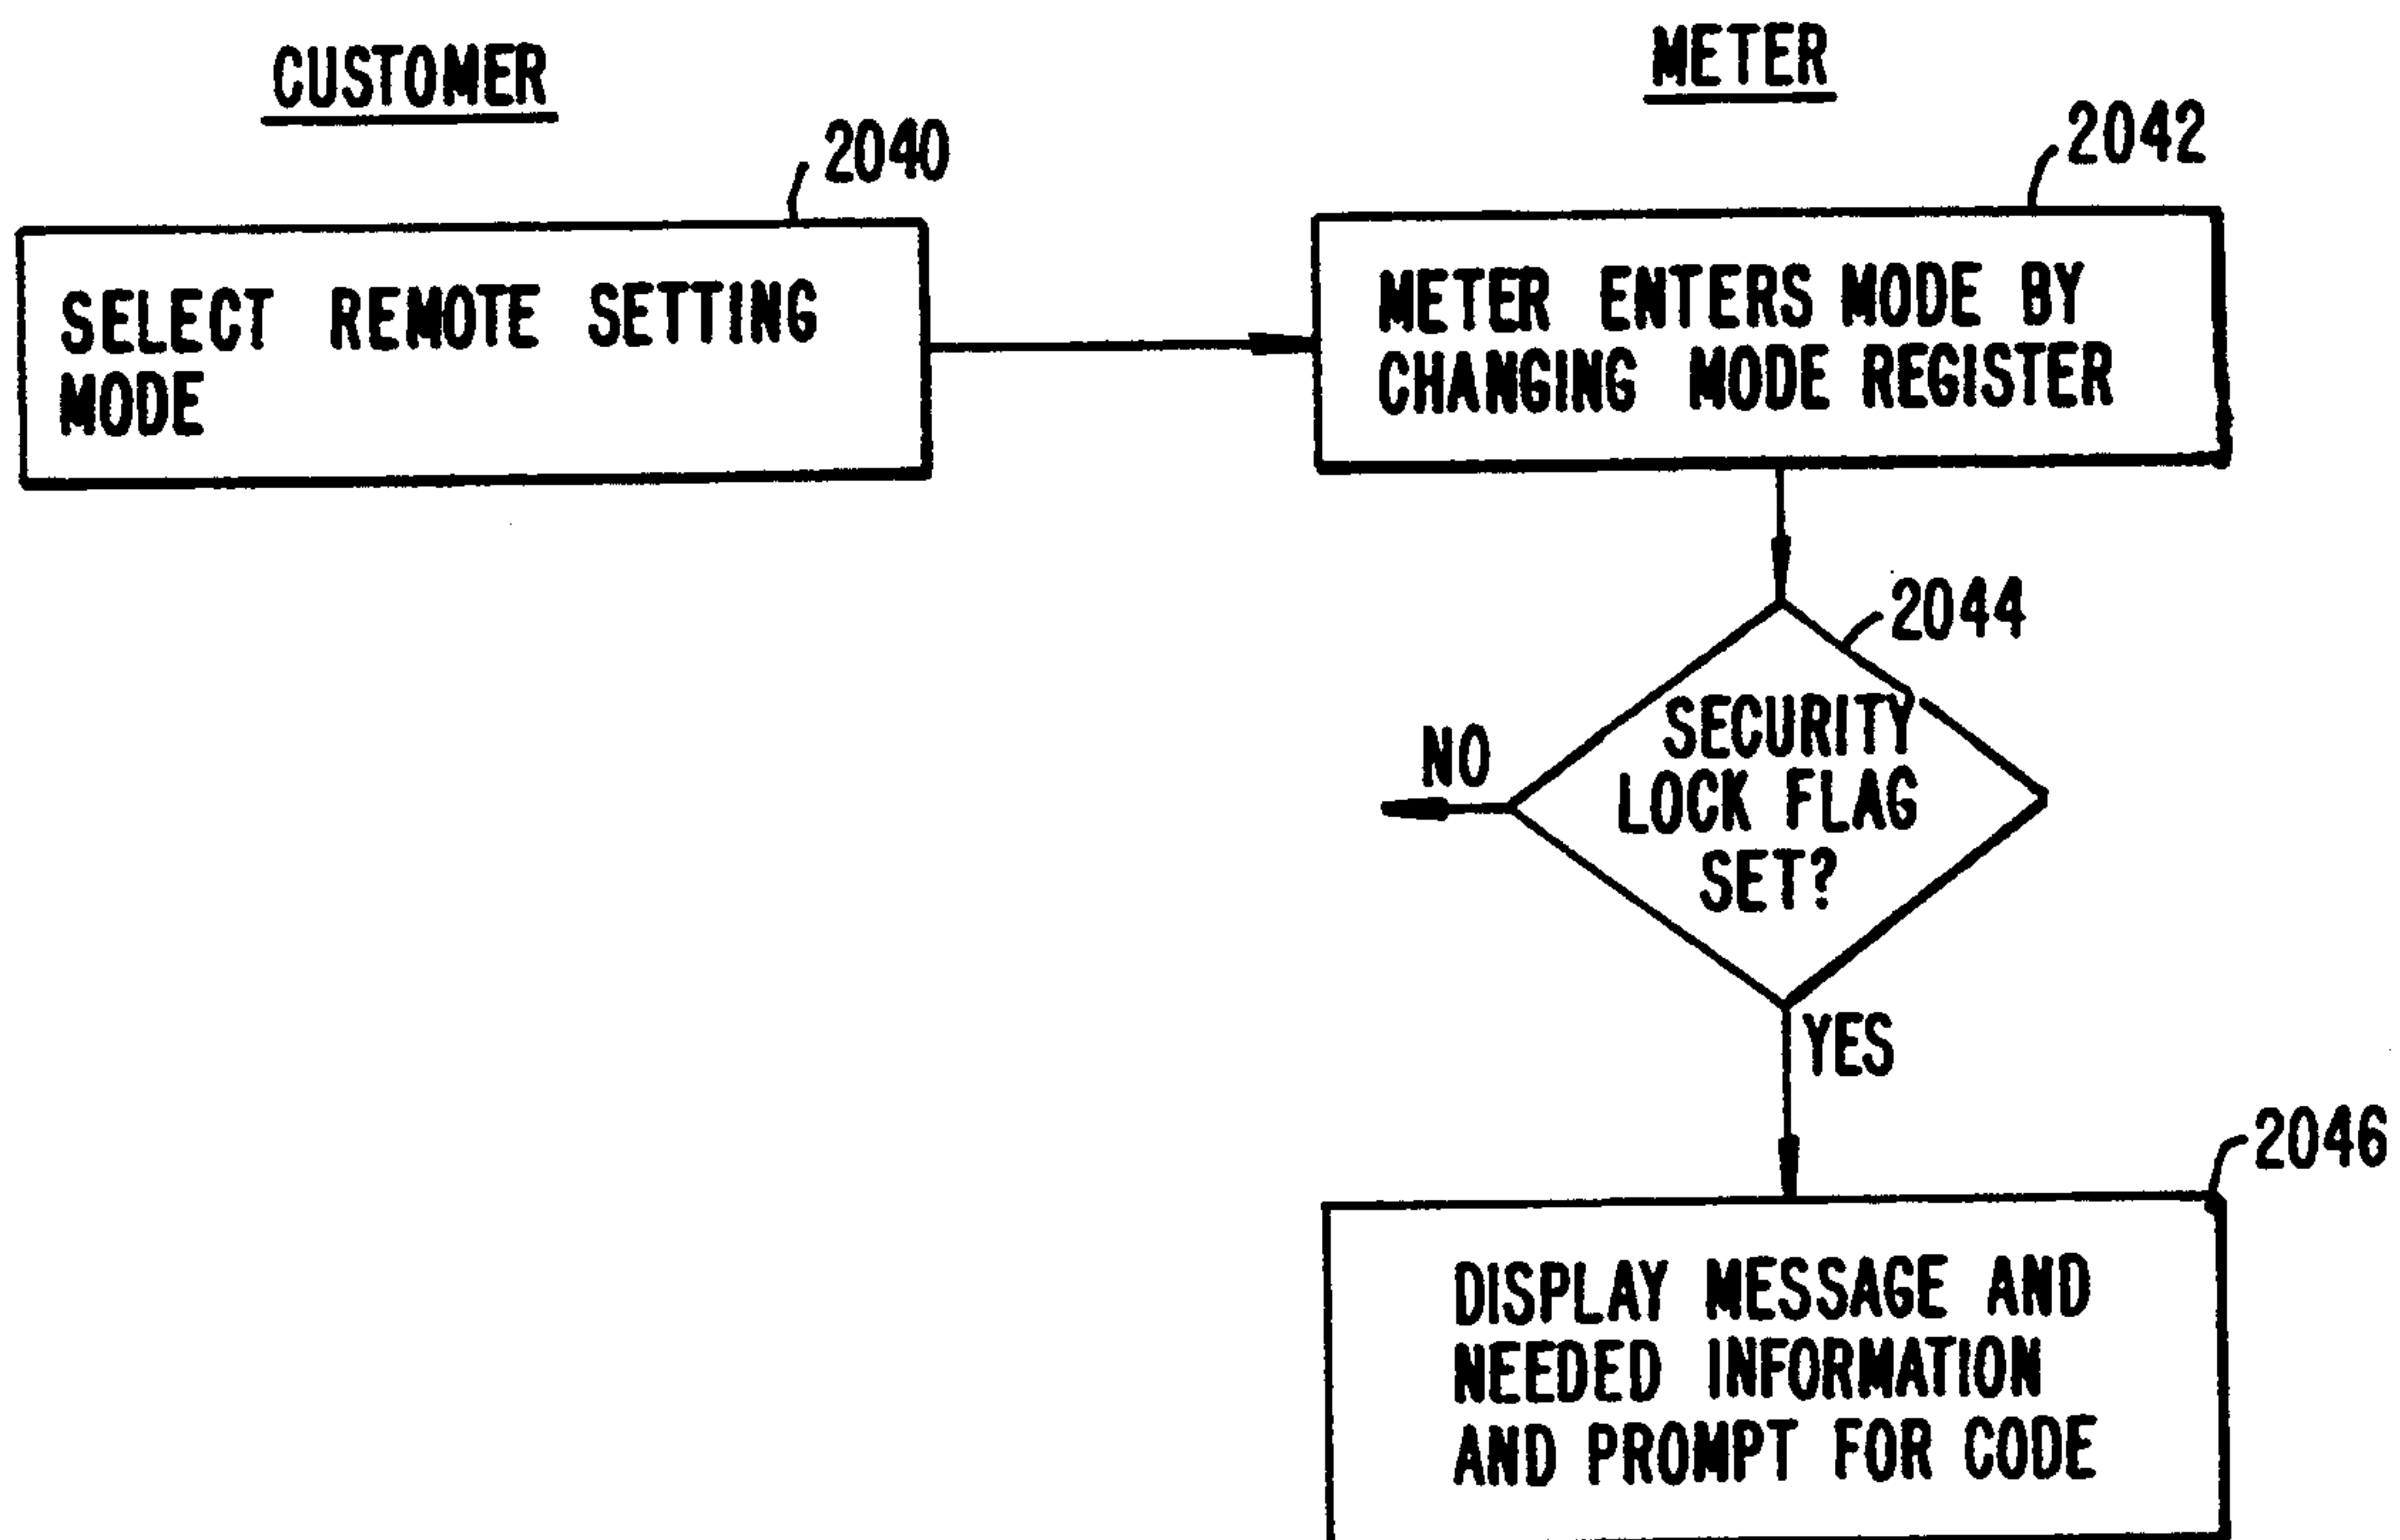 CUSTOMER
METER
2040
2042
SELECT REMOTE SETTING
MODE
METER ENTERS MODE BY
CHANGING MODE REGISTER
2044
SECURITY
LOCK FLAG
SET?
NO
YES
2046
DISPLAY MESSAGE AND
NEEDED INFORMATION
AND PROMPT FOR CODE